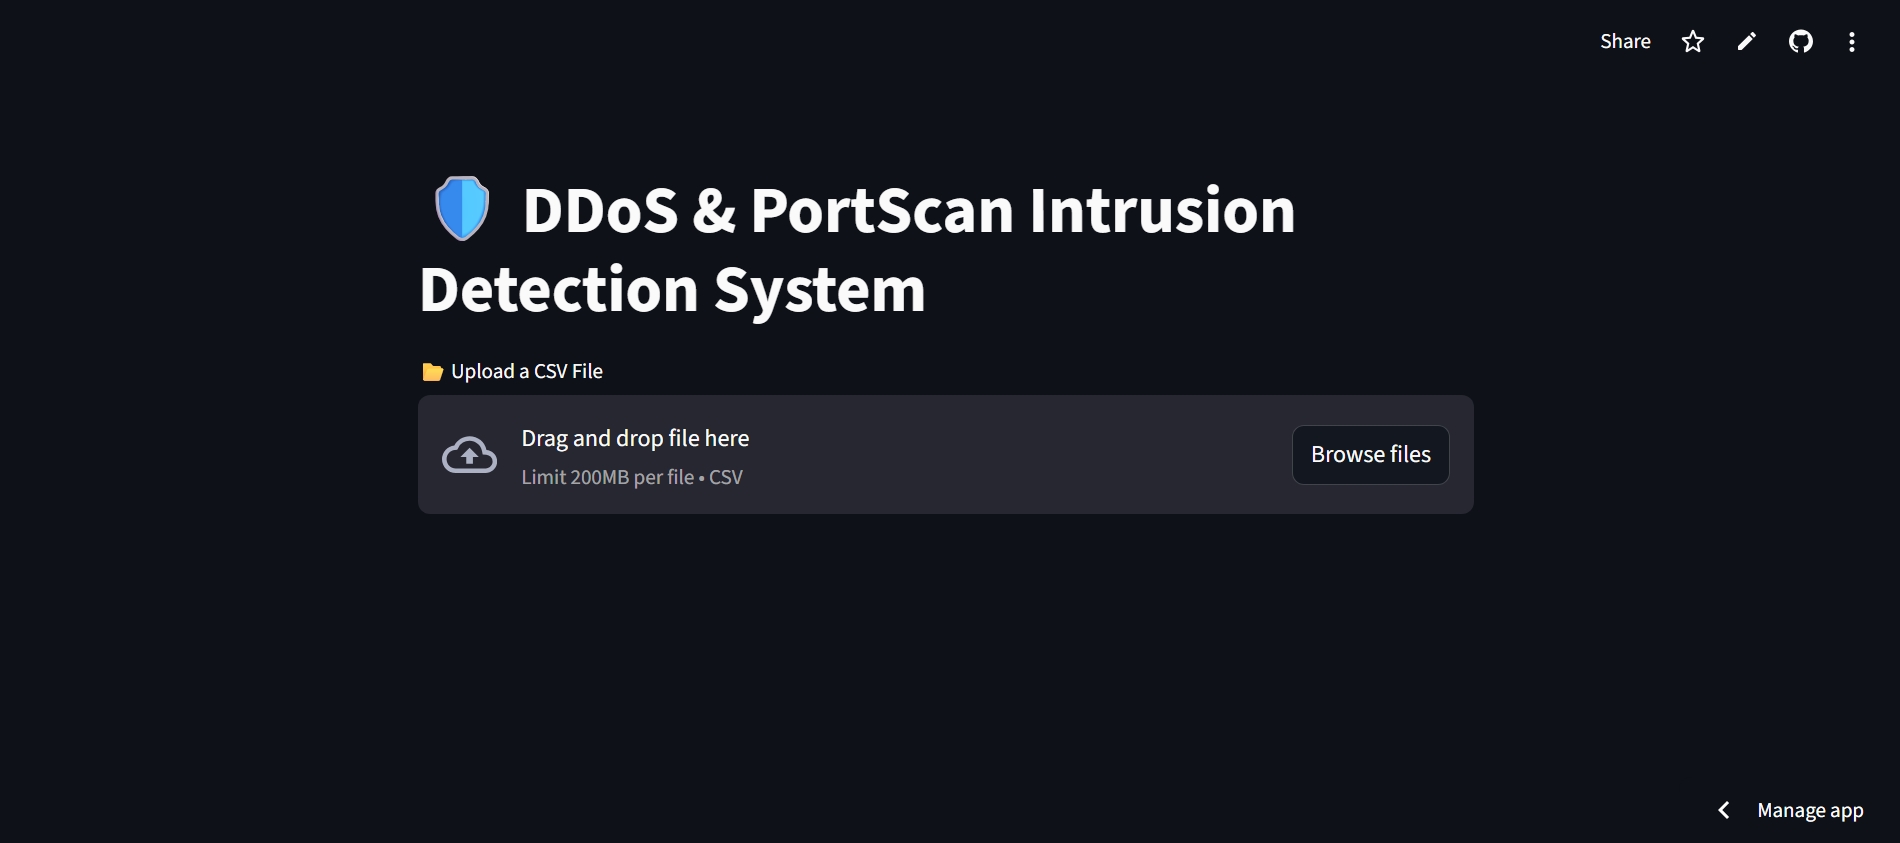 Share
DDoS & PortScan Intrusion
Detection System
Upload a CSV File
Drag and drop file here
Limit 200MB per file • CSV
Browse files
Manage app